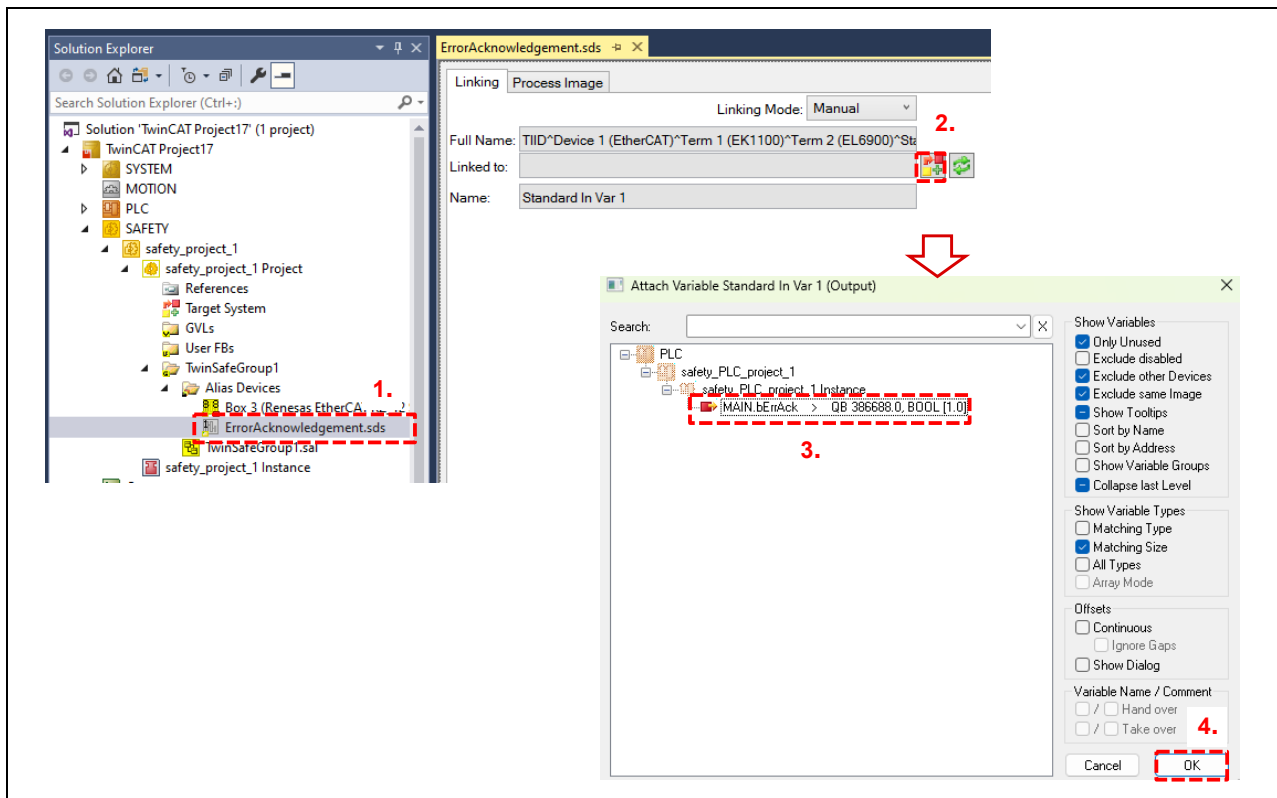 Solution Explorer
Search Solution Explorer (Ctrl+:)
Solution 'TwinCAT Project17' (1 project)
TwinCAT Project17
SYSTEM
MOTION
PLC
SAFETY
safety_project_1
safety_project_1 Project
References
Target System
GVLs
User FBs
TwinSafeGroup1
Alias Devices
1.
Box 3 (Renesas EtherCA
ErrorAcknowledgement.sds
TwinSafeGroup1.sal
safety_project_1 Instance
ErrorAcknowledgement.sds
Linking Process Image
Linking Mode: Manual
2.
Full Name: TIID^Device 1 (EtherCAT)^Term 1 (EK1100)^Term 2 (EL6900)^Sta
Linked to:
Name: Standard In Var 1
Attach Variable Standard In Var 1 (Output)
Search:
X
PLC
safety_PLC_project_1
safety_PLC_project_1 Instance
MAIN.bErrAck > QB 386688.0, BOOL [1.0]
3.
Show Variables
Only Unused
Exclude disabled
Exclude other Devices
Exclude same Image
Show Tooltips
Sort by Name
Sort by Address
Show Variable Groups
Collapse last Level
Show Variable Types
Matching Type
Matching Size
All Types
Array Mode
Offsets
Continuous
Ignore Gaps
Show Dialog
Variable Name / Comment
/ Hand over
/ Take over
4.
Cancel OK